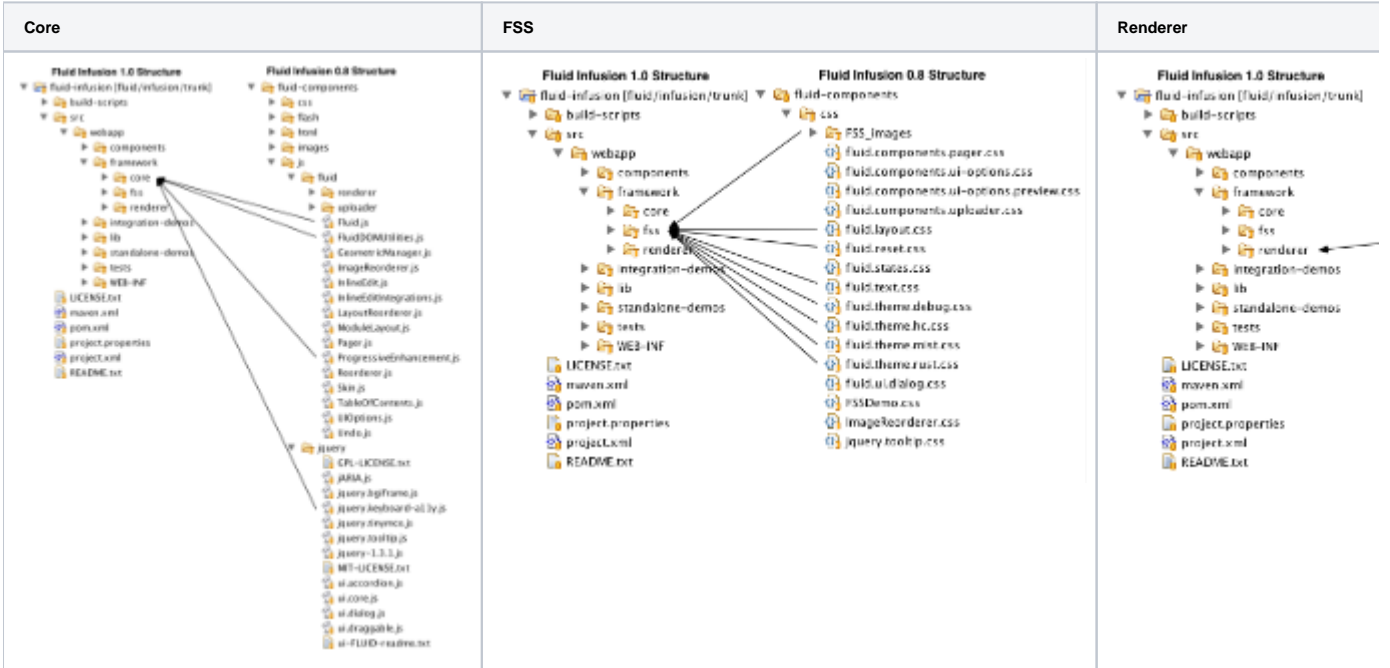 Core
Fluid Infusion 1.0 Structure
fluid-infusion [fluid/infusion/trunk]
build-scripts
src
webapp
components
framework
core
fss
renderer
integration-demos
lib
standalone-demos
tests
WEB-INF
LICENSE.txt
maven.xml
pom.xml
project.properties
project.xml
README.txt
Fluid Infusion 0.8 Structure
fluid-components
css
flash
html
images
js
fluid
renderer
uploader
Fluid.js
FluidDOMUtilities.js
GeometricManager.js
ImageReorderer.js
InlineEdit.js
InlineEditIntegrations.js
LayoutReorderer.js
ModuleLayout.js
Pager.js
ProgressiveEnhancement.js
Reorderer.js
Skin.js
TableOfContents.js
UIOptions.js
Undo.js
jquery
CPL-LICENSE.txt
jARIA.js
jquery.bgiframe.js
jquery.keyboard-a11y.js
jquery.tinymce.js
jquery.tooltip.js
jquery-1.3.1.js
MIT-LICENSE.txt
ui.accordion.js
ui.core.js
ui.dialog.js
ui.draggable.js
ui-FLUID-readme.txt
FSS
Fluid Infusion 1.0 Structure
fluid-infusion [fluid/infusion/trunk]
build-scripts
src
webapp
components
framework
core
fss
renderer
integration-demos
lib
standalone-demos
tests
WEB-INF
LICENSE.txt
maven.xml
pom.xml
project.properties
project.xml
README.txt
Fluid Infusion 0.8 Structure
fluid-components
css
FSS_Images
fluid.components.pager.css
fluid.components.ui-options.css
fluid.components.ui-options.preview.css
fluid.components.uploader.css
fluid.layout.css
fluid.reset.css
fluid.states.css
fluid.text.css
fluid.theme.debug.css
fluid.theme.hc.css
fluid.theme.mist.css
fluid.theme.rust.css
fluid.ui.dialog.css
FSSDemo.css
ImageReorderer.css
jquery.tooltip.css
Renderer
Fluid Infusion 1.0 Structure
fluid-infusion [fluid/infusion/trunk]
build-scripts
src
webapp
components
framework
core
fss
renderer
integration-demos
lib
standalone-demos
tests
WEB-INF
LICENSE.txt
maven.xml
pom.xml
project.properties
project.xml
README.txt